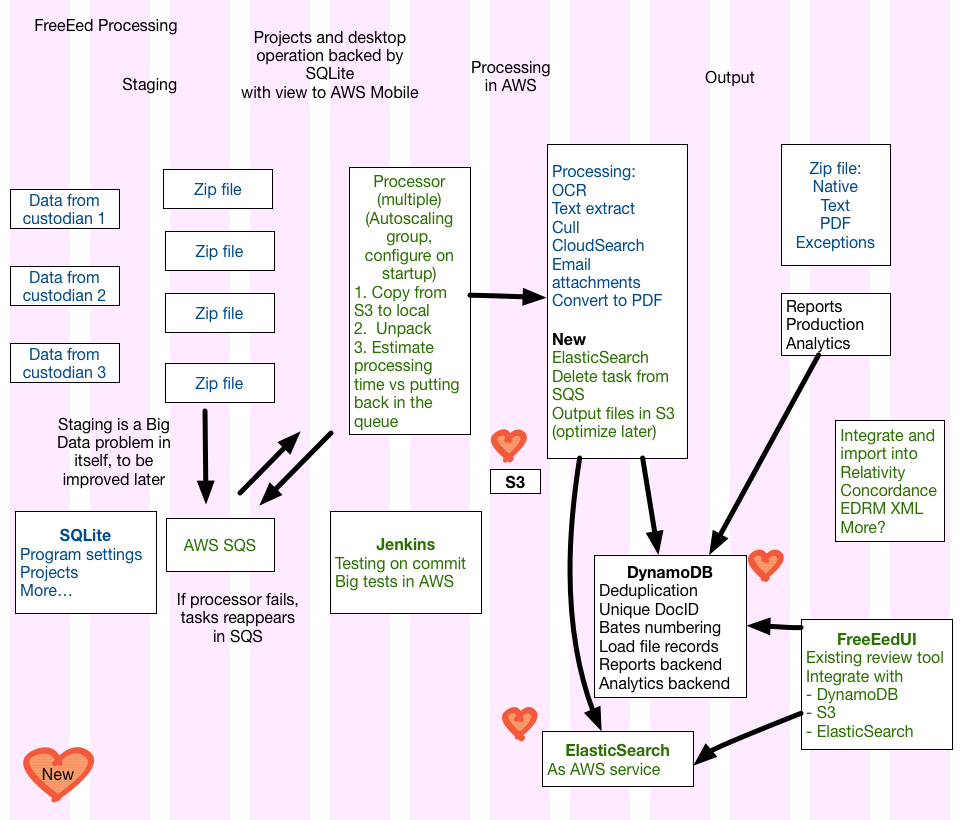 FreeEed Processing
Staging
Projects and desktop
operation backed by
SQLite
with view to AWS Mobile
Processing
in AWS
Output
Data from
custodian 1
Data from
custodian 2
Data from
custodian 3
Zip file
Zip file
Zip file
Zip file
Staging is a Big
Data problem in
itself, to be
improved later
Processor
(multiple)
(Autoscaling
group,
configure on
startup)
1. Copy from
S3 to local
2.  Unpack
3. Estimate
processing
time vs putting
back in the
queue
Processing:
OCR
Text extract
Cull
CloudSearch
Email
attachments
Convert to PDF
New
ElasticSearch
Delete task from
SQS
Output files in S3
(optimize later)
Zip file:
Native
Text
PDF
Exceptions
Reports
Production
Analytics
Integrate and
import into
Relativity
Concordance
EDRM XML
More?
S3
SQLite
Program settings
Projects
More…
AWS SQS
If processor fails,
tasks reappears
in SQS
Jenkins
Testing on commit
Big tests in AWS
DynamoDB
Deduplication
Unique DocID
Bates numbering
Load file records
Reports backend
Analytics backend
FreeEedUI
Existing review tool
Integrate with
- DynamoDB
- S3
- ElasticSearch
ElasticSearch
As AWS service
New